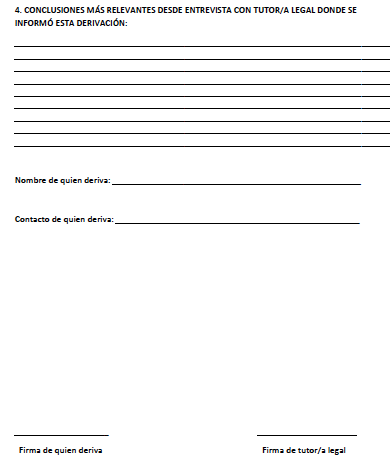 4. CONCLUSIONES MÁS RELEVANTES DESDE ENTREVISTA CON TUTOR/A LEGAL DONDE SE
INFORMÓ ESTA DERIVACIÓN:
Nombre de quien deriva:
Contacto de quien deriva:
Firma de quien deriva
Firma de tutor/a legal